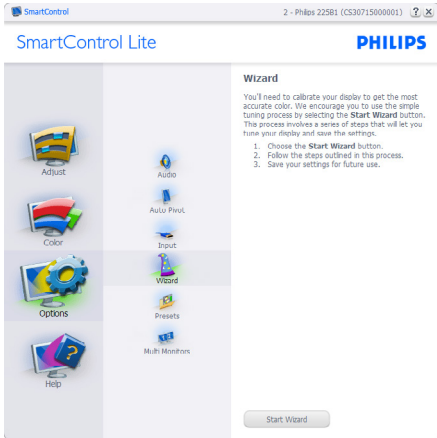 SmartControl
2 - Philips 225B1 (CS30715000001)
SmartControl Lite
PHILIPS
Adjust
Color
Options
Help
Audio
Auto Pivot
Input
Wizard
Presets
Multi Monitors
Wizard
You'll need to calibrate your display to get the most
accurate color. We encourage you to use the simple
tuning process by selecting the Start Wizard button.
This process involves a series of steps that will let you
tune your display and save the settings.
1. Choose the Start Wizard button.
2. Follow the steps outlined in this process.
3. Save your settings for future use.
Start Wizard